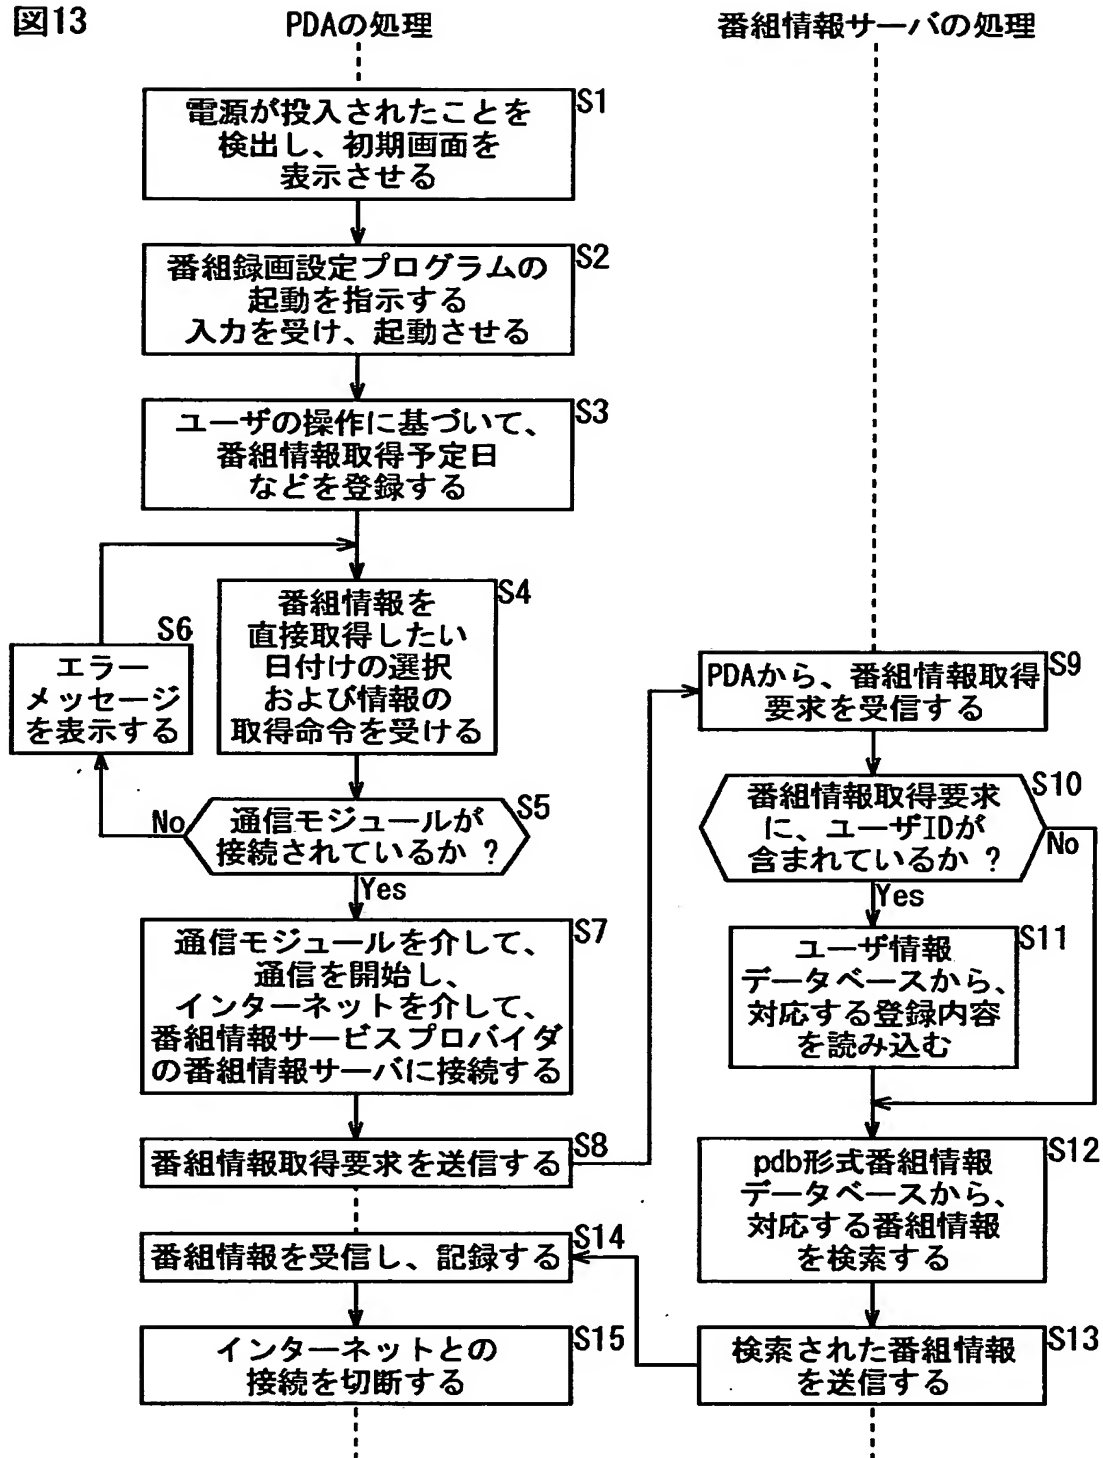 図13
PDAの処理
番組情報サーバの処理
S1
電源が投入されたことを
検出し、初期画面を
表示させる
S2
番組録画設定プログラムの
起動を指示する
入力を受け、起動させる
S3
ユーザの操作に基づいて、
番組情報取得予定日
などを登録する
S4
番組情報を
直接取得したい
日付けの選択
および情報の
取得命令を受ける
S6
エラー
メッセージ
を表示する
S5
通信モジュールが
接続されているか ?
No
Yes
S7
通信モジュールを介して、
通信を開始し、
インターネットを介して、
番組情報サービスプロバイダ
の番組情報サーバに接続する
S8
番組情報取得要求を送信する
S9
PDAから、番組情報取得
要求を受信する
S10
番組情報取得要求
に、ユーザIDが
含まれているか ?
No
Yes
S11
ユーザ情報
データベースから、
対応する登録内容
を読み込む
S12
pdb形式番組情報
データベースから、
対応する番組情報
を検索する
S13
検索された番組情報
を送信する
S14
番組情報を受信し、記録する
S15
インターネットとの
接続を切断する